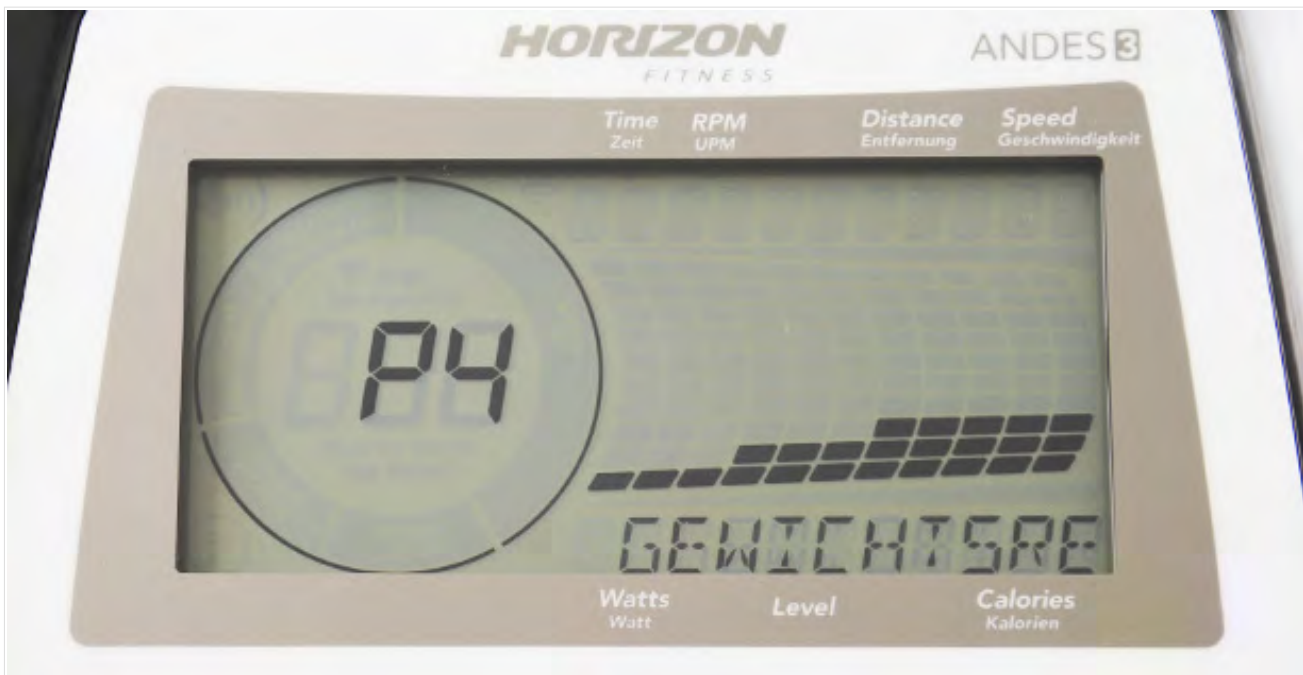 HORIZON
FITNESS
ANDES 3
Time RPM Distance Speed
Zeit UPM Entfernung Geschwindigkeit
P4
GEWICHTSRE
Watts Level Calories
Watt Kalorien